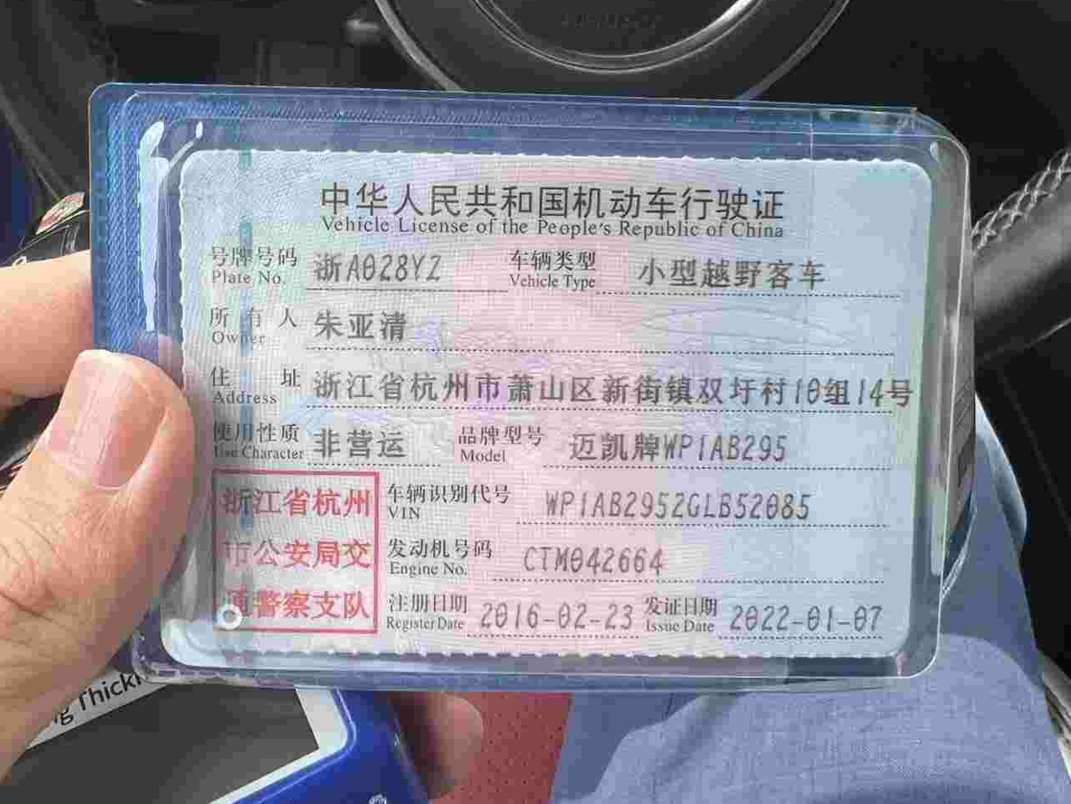 中华人民共和国机动车行驶证
Vehicle License of the People's Republic of China
号牌号码 浙A028YZ 车辆类型 小型越野客车
Plate No. Vehicle Type
所有人 朱亚清
Owner
住址 浙江省杭州市萧山区新街镇双圩村10组14号
Address
使用性质 非营运 品牌型号 迈凯牌WP1AB295
Use Character Model
浙江省杭州
市公安局交
通警察支队
车辆识别代号 WP1AB2952GLB52085
VIN
发动机号码 CTM042664
Engine No.
注册日期 2016-02-23 发证日期 2022-01-07
Register Date Issue Date